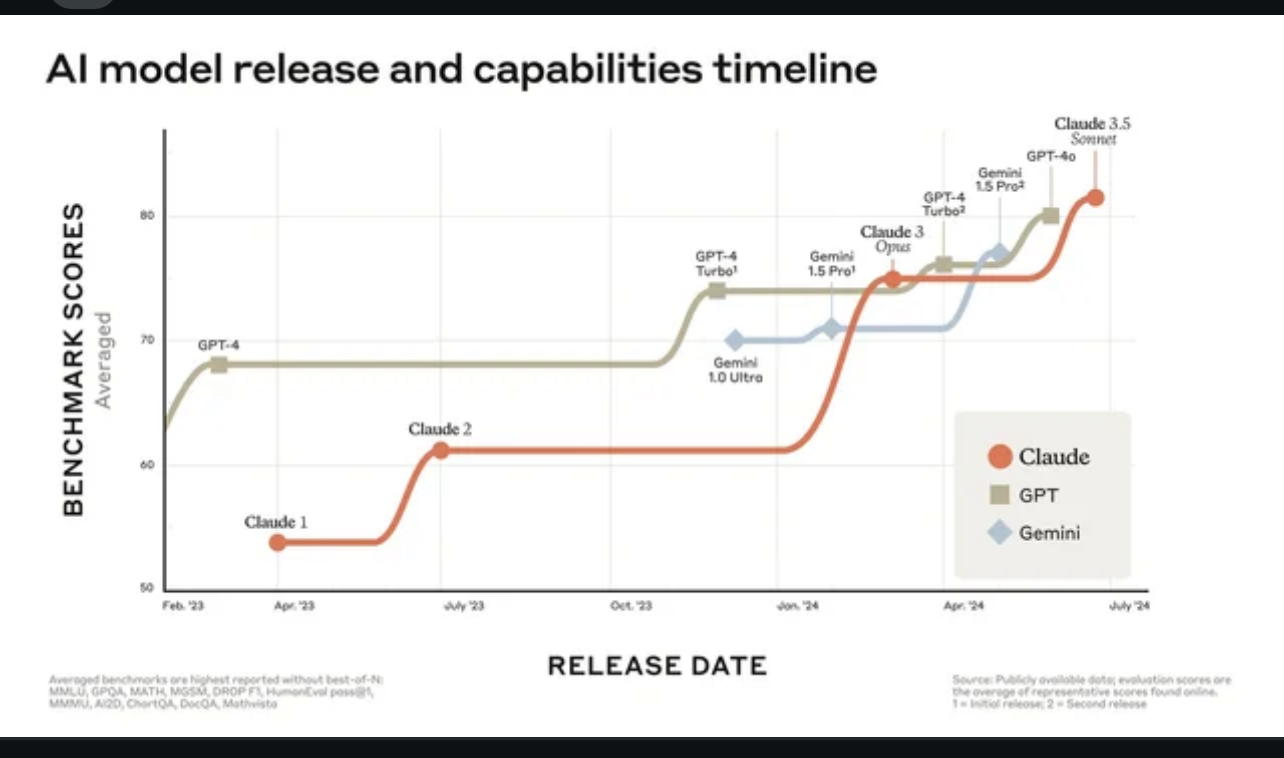 AI model release and capabilities timeline
BENCHMARK SCORES
Averaged
80
70
60
50
GPT-4
Claude 1
Claude 2
GPT-4
Turbo¹
Gemini
1.0 Ultra
Gemini
1.5 Pro¹
Claude 3
Opus
GPT-4
Turbo²
Gemini
1.5 Pro²
GPT-4o
Claude 3.5
Sonnet
Claude
GPT
Gemini
Feb. '23
Apr. '23
July '23
Oct. '23
Jan. '24
Apr. '24
July '24
RELEASE DATE
Averaged benchmarks are highest reported without best-of-N:
MMLU, GPQA, MATH, MGSM, DROP F1, HumanEval pass@1,
MMMU, AI2D, ChartQA, DocQA, Mathvista
Source: Publicly available data; evaluation scores are
the average of representative scores found online.
1 = Initial release; 2 = Second release